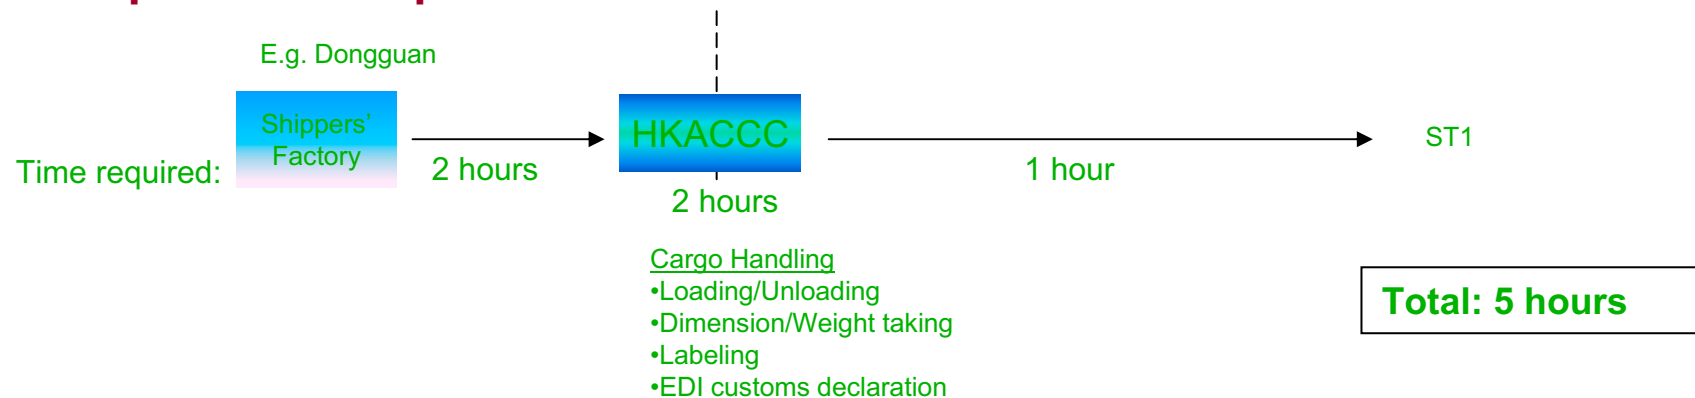 E.g. Dongguan
Shippers'
Factory
HKACCC
ST1
Time required:
2 hours
1 hour
2 hours
Cargo Handling
•Loading/Unloading
•Dimension/Weight taking
•Labeling
•EDI customs declaration
Total: 5 hours